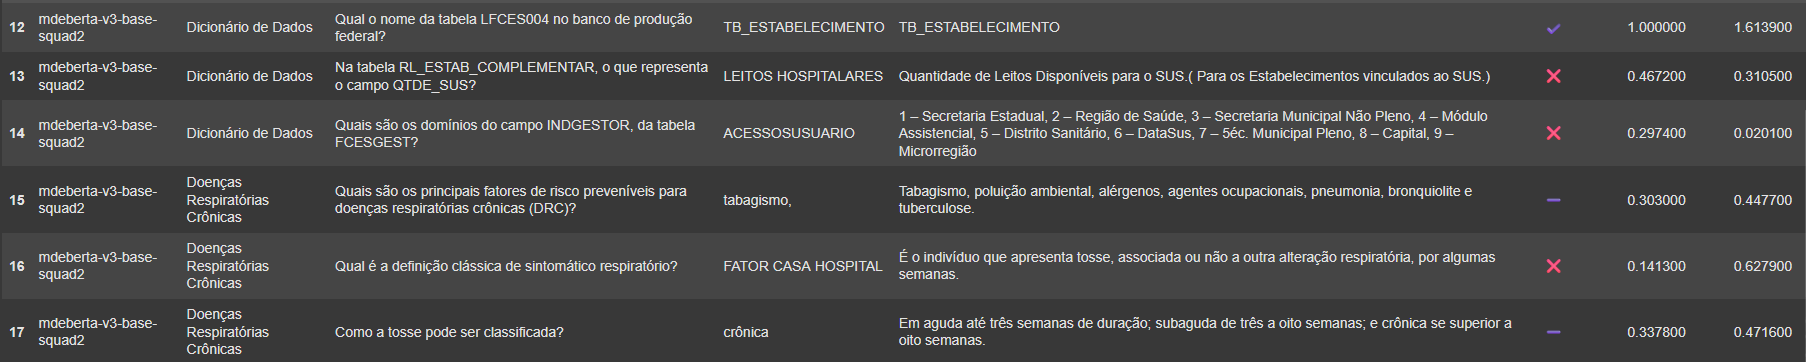 12 mdeberta-v3-base-squad2 Dicionário de Dados Qual o nome da tabela LFCES004 no banco de produção federal? TB_ESTABELECIMENTO TB_ESTABELECIMENTO ✓ 1.000000 1.613900
13 mdeberta-v3-base-squad2 Dicionário de Dados Na tabela RL_ESTAB_COMPLEMENTAR, o que representa o campo QTDE_SUS? LEITOS HOSPITALARES Quantidade de Leitos Disponíveis para o SUS.( Para os Estabelecimentos vinculados ao SUS.) ✗ 0.467200 0.310500
14 mdeberta-v3-base-squad2 Dicionário de Dados Quais são os domínios do campo INDGESTOR, da tabela FCESGEST? ACESSOSUSUARIO 1 – Secretaria Estadual, 2 – Região de Saúde, 3 – Secretaria Municipal Não Pleno, 4 – Módulo Assistencial, 5 – Distrito Sanitário, 6 – DataSus, 7 – 5éc. Municipal Pleno, 8 – Capital, 9 – Microrregião ✗ 0.297400 0.020100
15 mdeberta-v3-base-squad2 Doenças Respiratórias Crônicas Quais são os principais fatores de risco preveníveis para doenças respiratórias crônicas (DRC)? tabagismo, Tabagismo, poluição ambiental, alérgenos, agentes ocupacionais, pneumonia, bronquiolite e tuberculose. – 0.303000 0.447700
16 mdeberta-v3-base-squad2 Doenças Respiratórias Crônicas Qual é a definição clássica de sintomático respiratório? FATOR CASA HOSPITAL É o indivíduo que apresenta tosse, associada ou não a outra alteração respiratória, por algumas semanas. ✗ 0.141300 0.627900
17 mdeberta-v3-base-squad2 Doenças Respiratórias Crônicas Como a tosse pode ser classificada? crônica Em aguda até três semanas de duração; subaguda de três a oito semanas; e crônica se superior a oito semanas. – 0.337800 0.471600